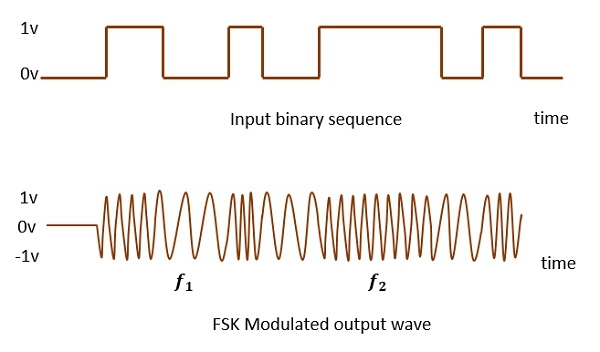 1v
0v
Input binary sequence time
1v
0v
-1v
time
f₁ f₂
FSK Modulated output wave